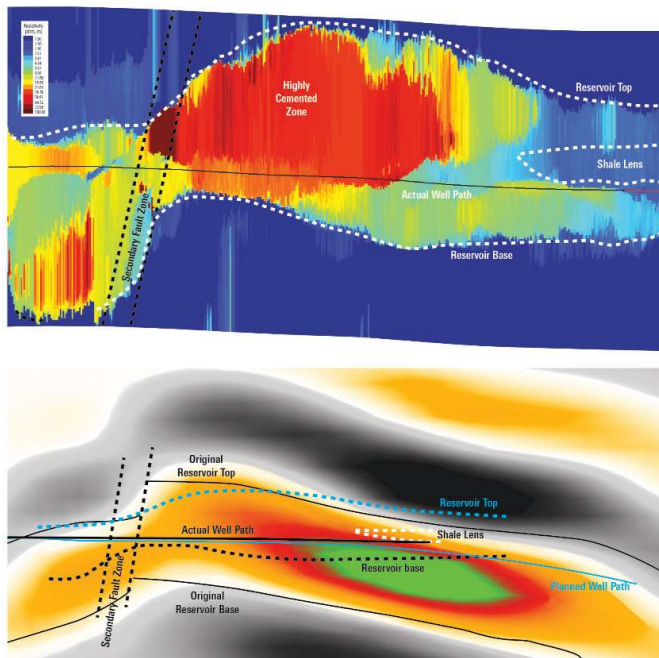 Resistivity
(ohm.m)
Highly
Cemented
Zone
Reservoir Top
Shale Lens
Actual Well Path
Reservoir Base
Secondary Fault Zone
Original
Reservoir Top
Reservoir Top
Actual Well Path
Shale Lens
Reservoir base
Planned Well Path
Original
Reservoir Base
Secondary Fault Zone